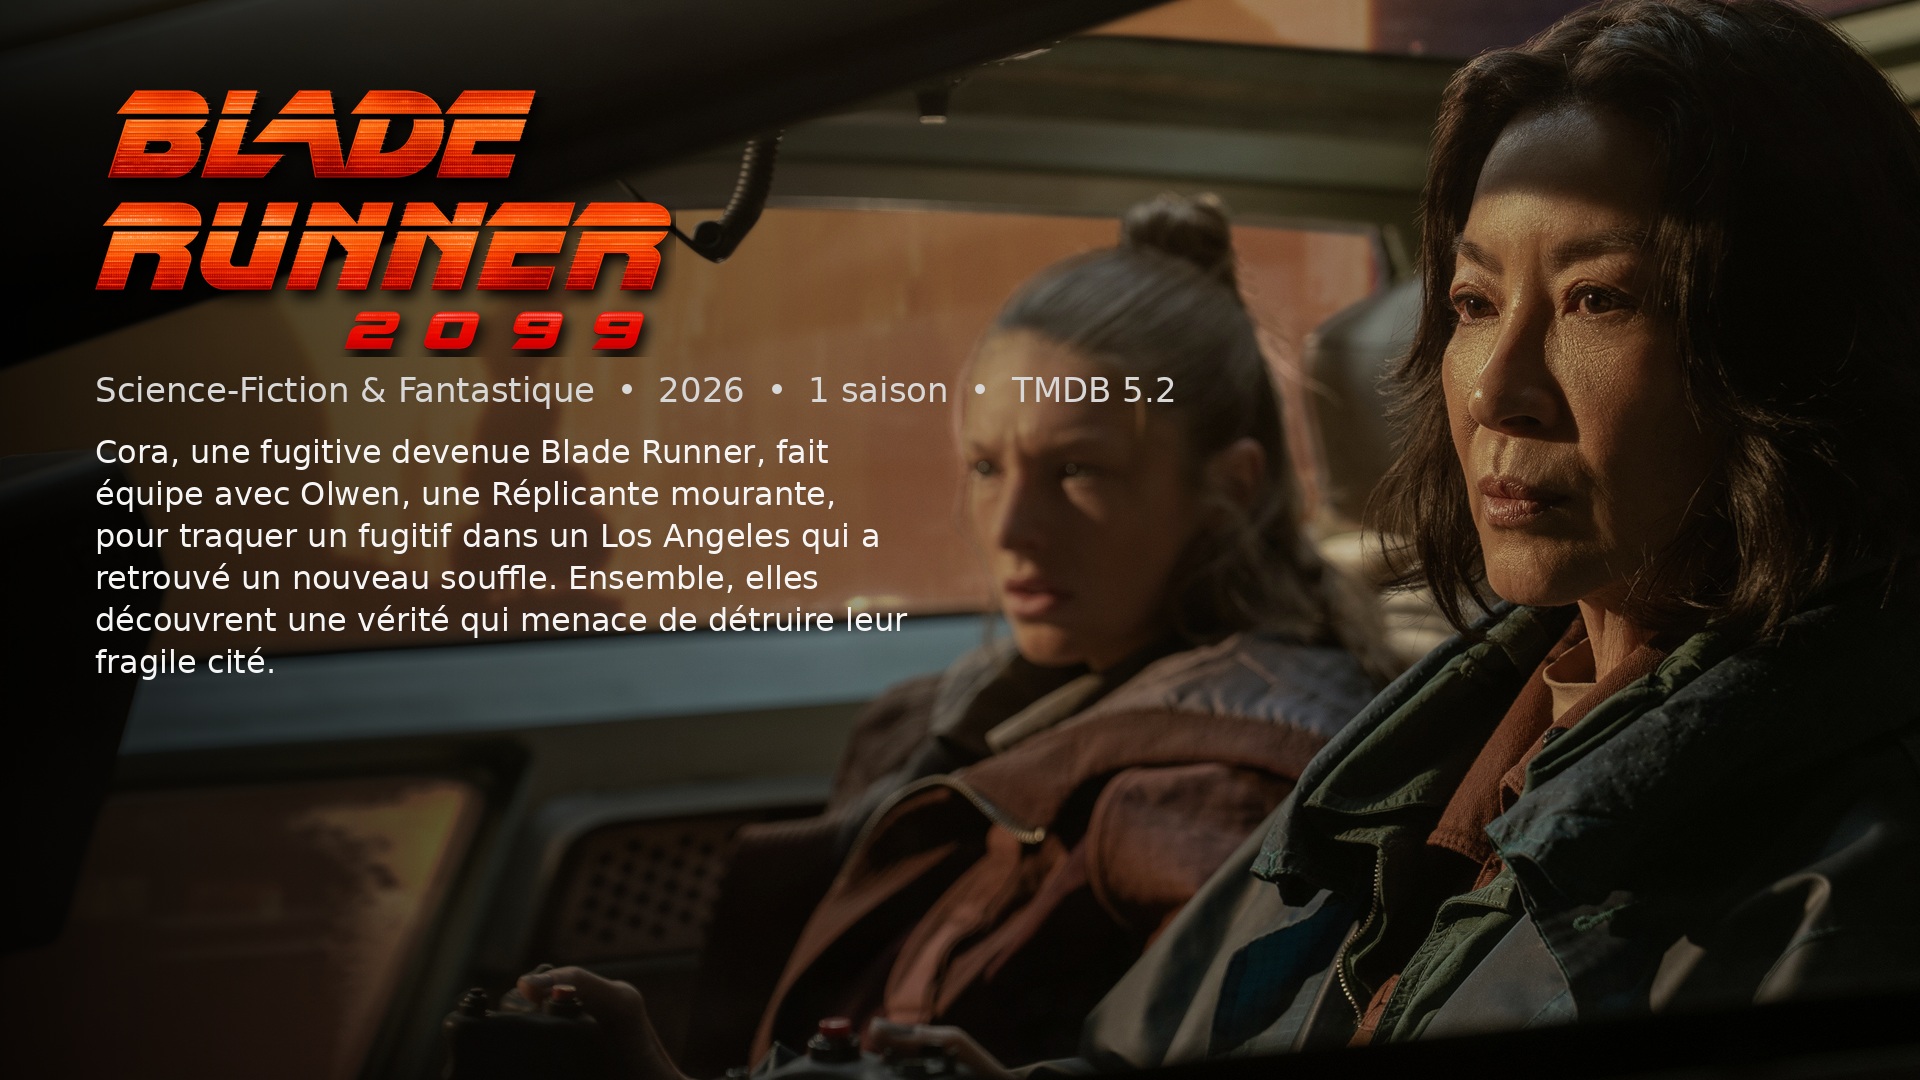 BLADE
RUNNER
2099
Science-Fiction & Fantastique • 2026 • 1 saison • TMDB 5.2
Cora, une fugitive devenue Blade Runner, fait
équipe avec Olwen, une Réplicante mourante,
pour traquer un fugitif dans un Los Angeles qui a
retrouvé un nouveau souffle. Ensemble, elles
découvrent une vérité qui menace de détruire leur
fragile cité.